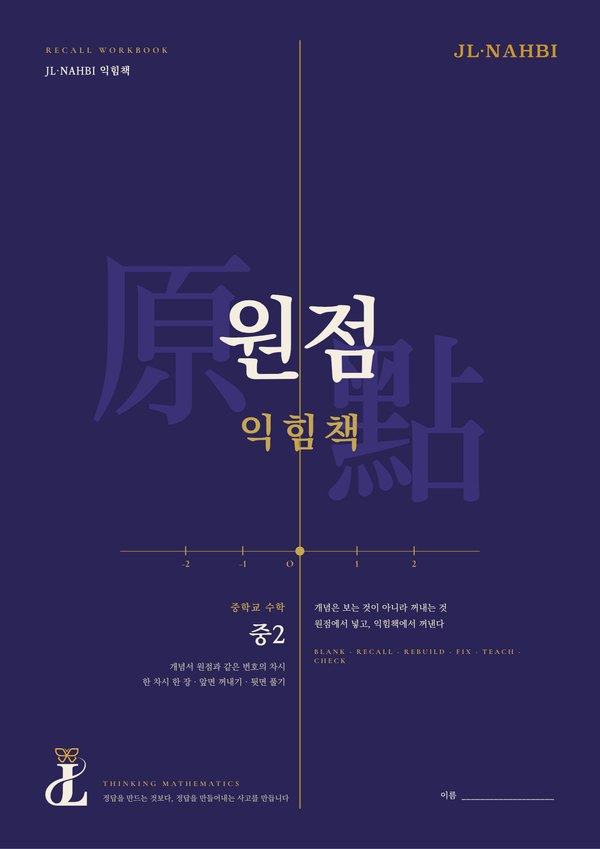 RECALL WORKBOOK
JL·NAHBI 익힘책
JL·NAHBI
原點
원점
익힘책
-2 -1 O 1 2
중학교 수학
중2
개념서 원점과 같은 번호의 차시
한 차시 한 장 · 앞면 꺼내기 · 뒷면 풀기
개념은 보는 것이 아니라 꺼내는 것
원점에서 넣고, 익힘책에서 꺼낸다
BLANK · RECALL · REBUILD · FIX · TEACH ·
CHECK
JL
THINKING MATHEMATICS
정답을 만드는 것보다, 정답을 만들어내는 사고를 만듭니다
이름